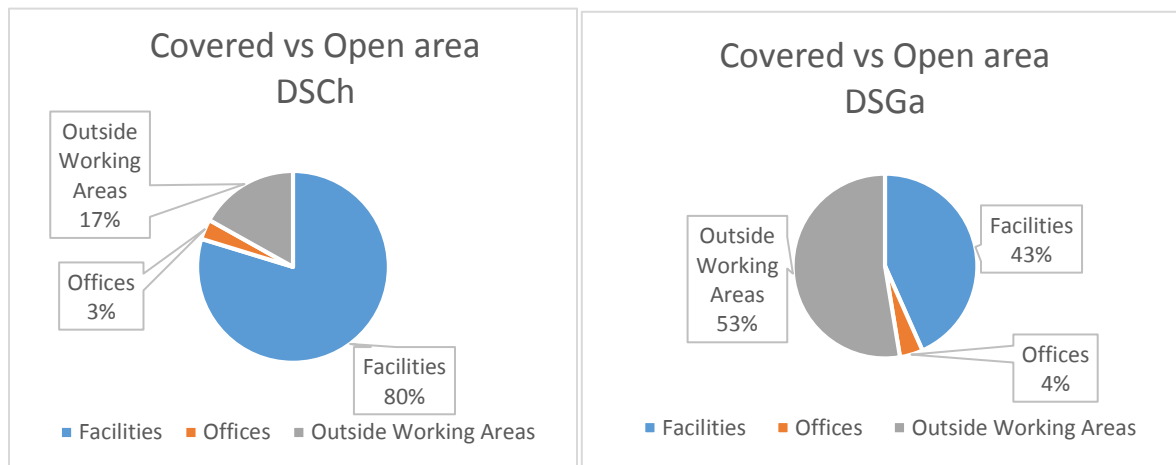 Covered vs Open area
DSCh
Outside
Working
Areas
17%
Offices
3%
Facilities
80%
Facilities Offices Outside Working Areas
Covered vs Open area
DSGa
Outside
Working
Areas
53%
Facilities
43%
Offices
4%
Facilities Offices Outside Working Areas